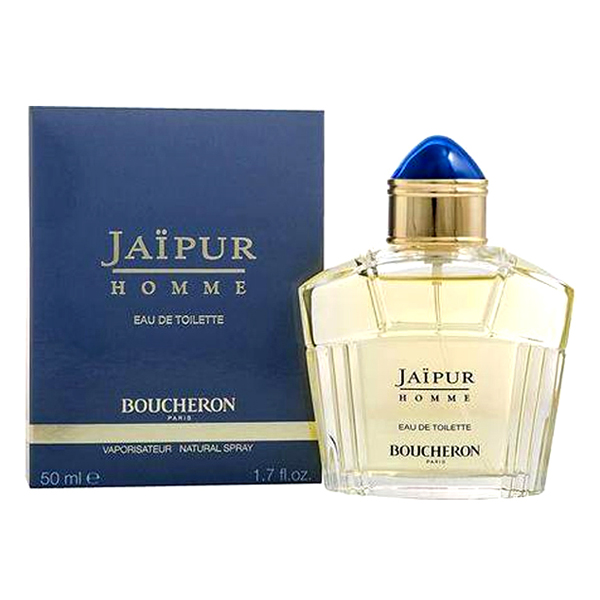 JAÏPUR
HOMME
EAU DE TOILETTE
BOUCHERON
PARIS
VAPORISATEUR NATURAL SPRAY
50 ml e 1.7 fl.oz.
JAÏPUR
HOMME
EAU DE TOILETTE
BOUCHERON
PARIS